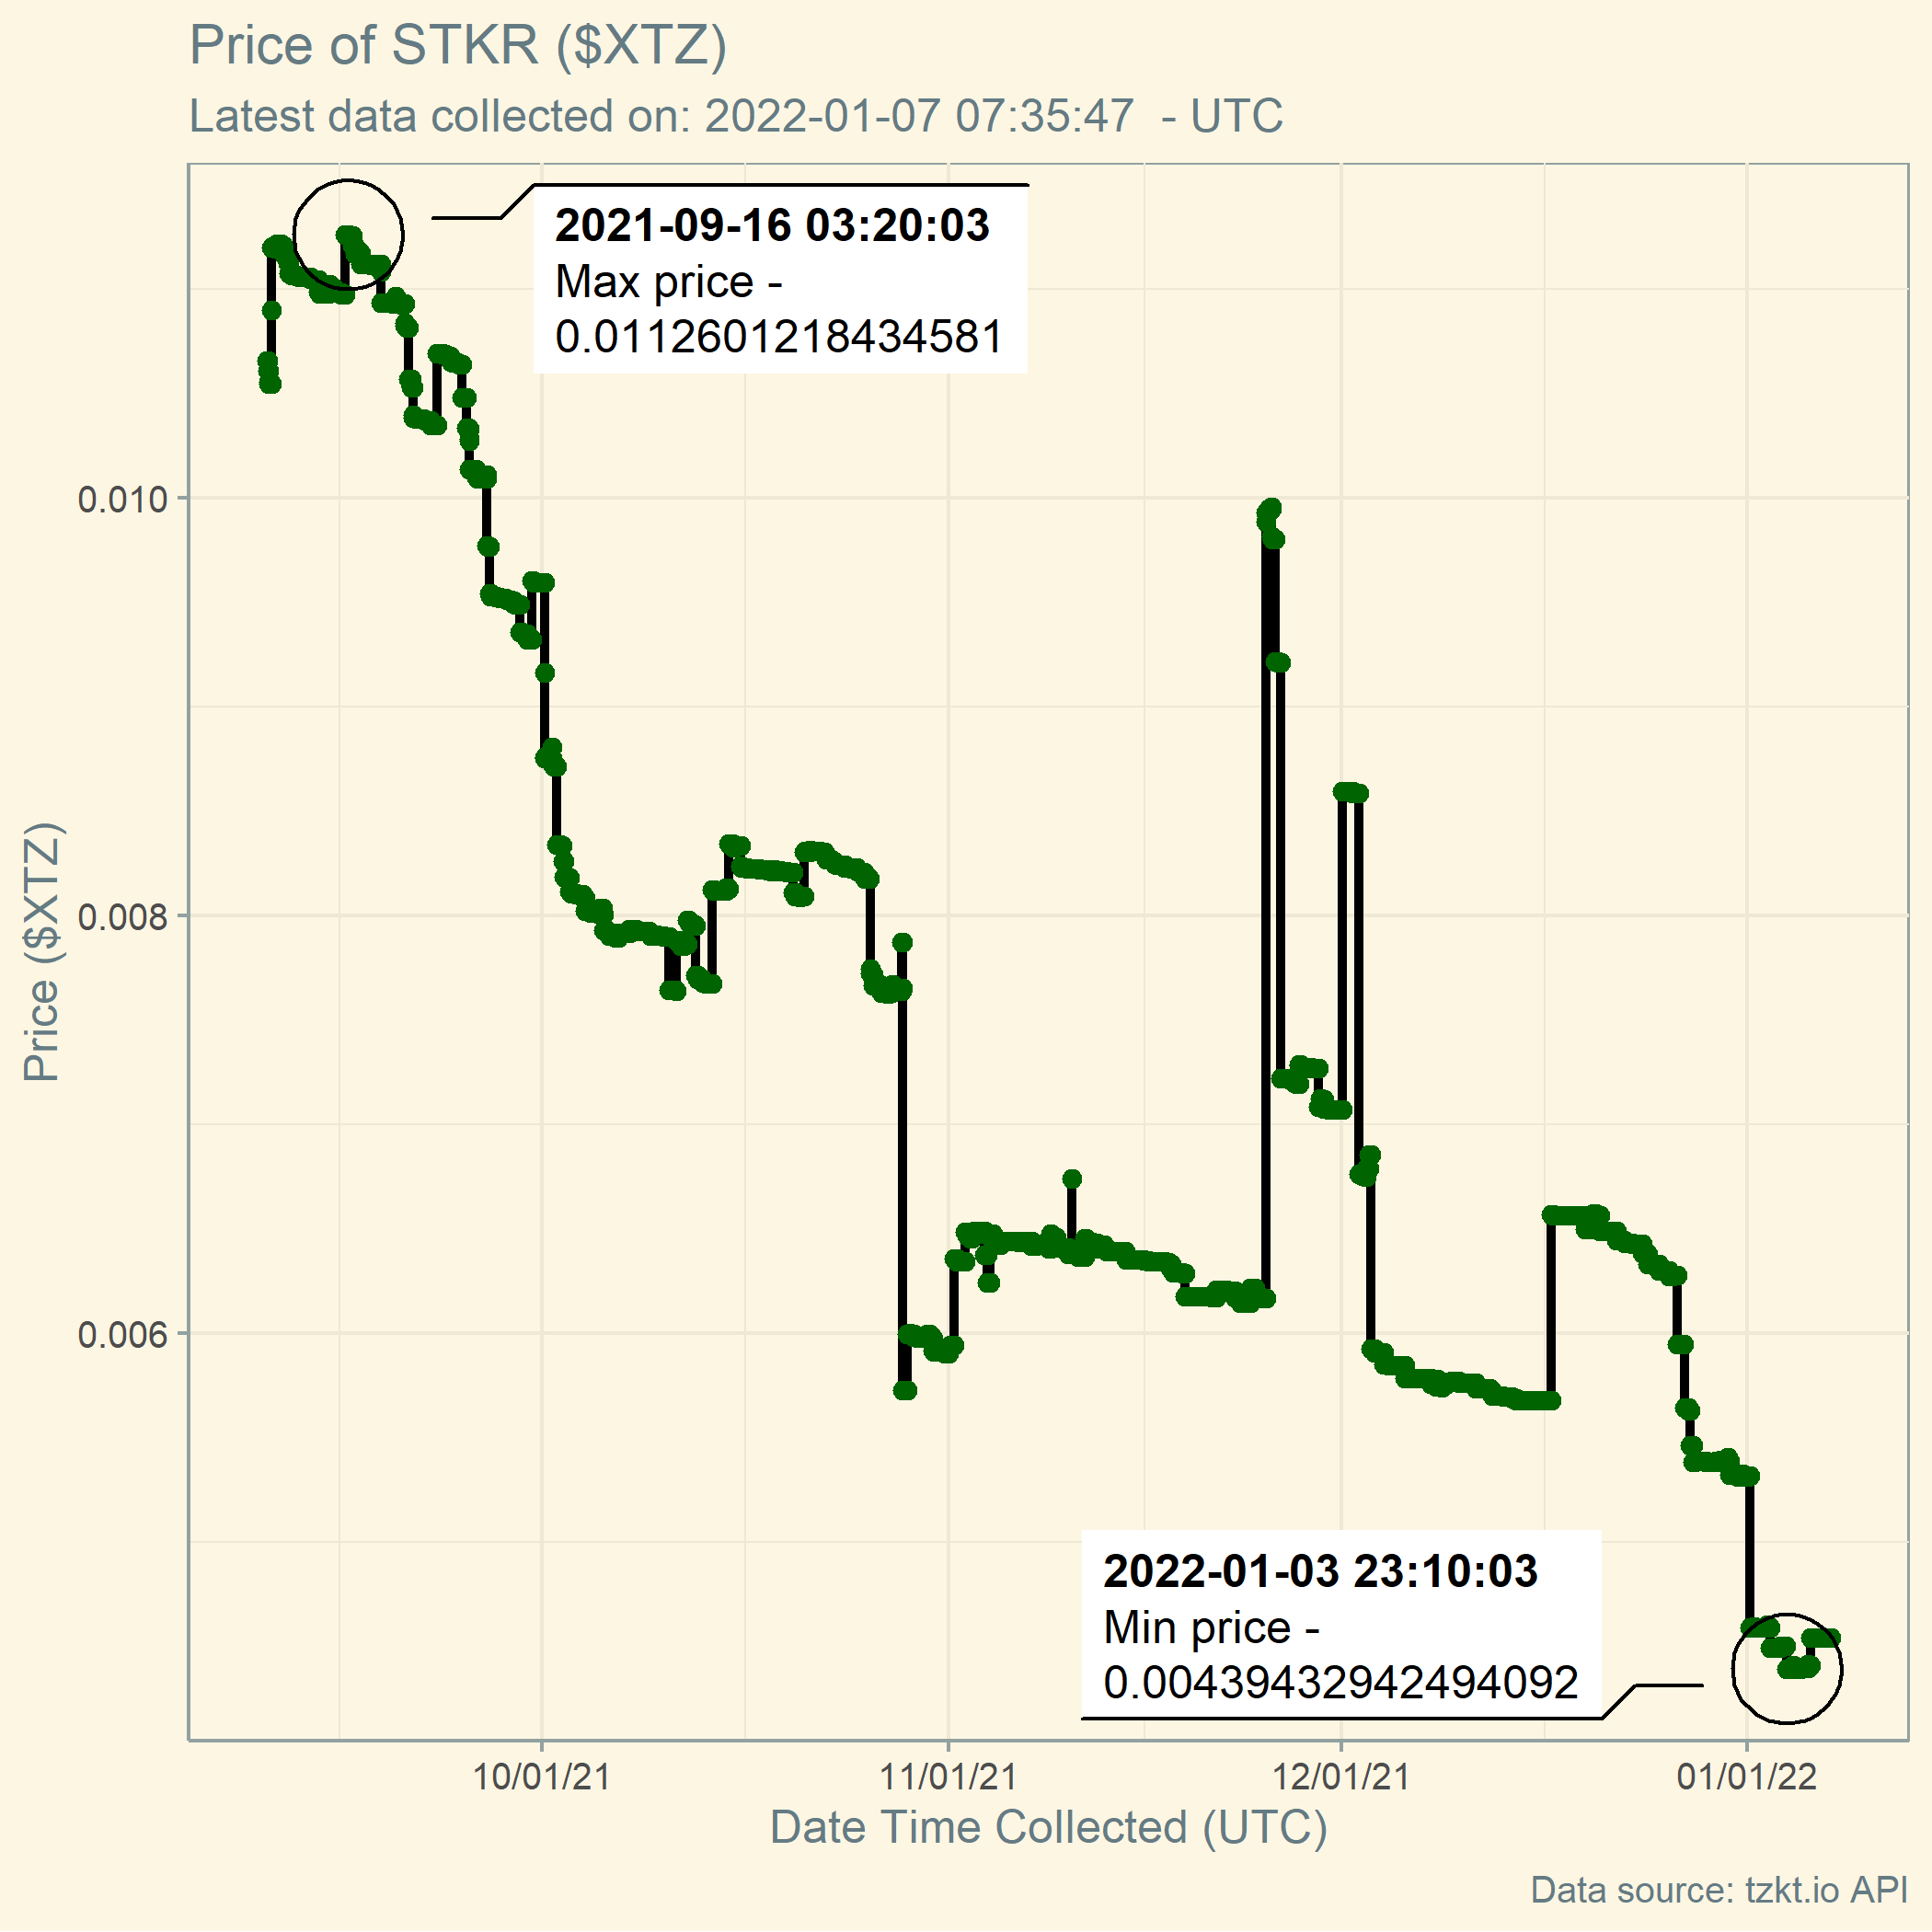 Price of STKR ($XTZ)
Latest data collected on: 2022-01-07 07:35:47  - UTC
2021-09-16 03:20:03
Max price -
0.0112601218434581
0.010
0.008
0.006
Price ($XTZ)
2022-01-03 23:10:03
Min price -
0.00439432942494092
10/01/21
11/01/21
12/01/21
01/01/22
Date Time Collected (UTC)
Data source: tzkt.io API